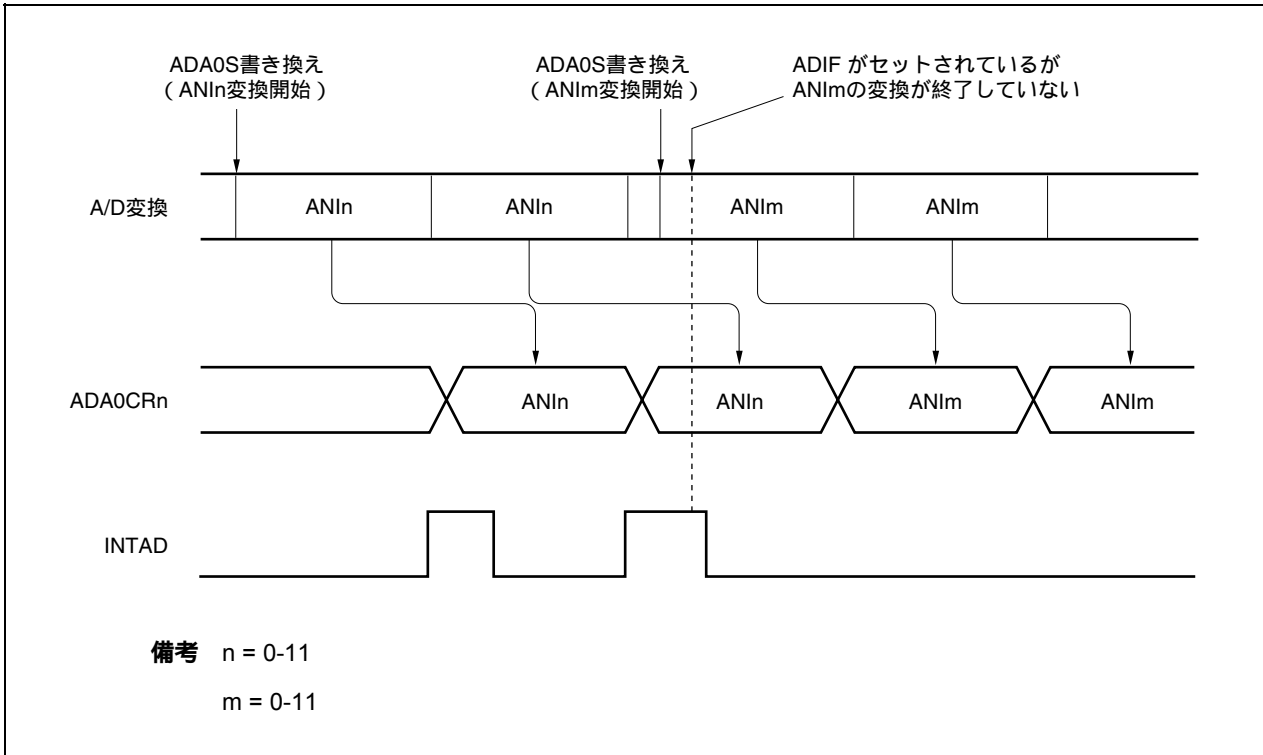 ADA0S書き換え
（ANIn変換開始）
ADA0S書き換え
（ANIm変換開始）
ADIF がセットされているが
ANImの変換が終了していない
A/D変換
ANIn
ANIn
ANIm
ANIm
ADA0CRn
ANIn
ANIn
ANIm
ANIm
INTAD
備考 n = 0-11
m = 0-11